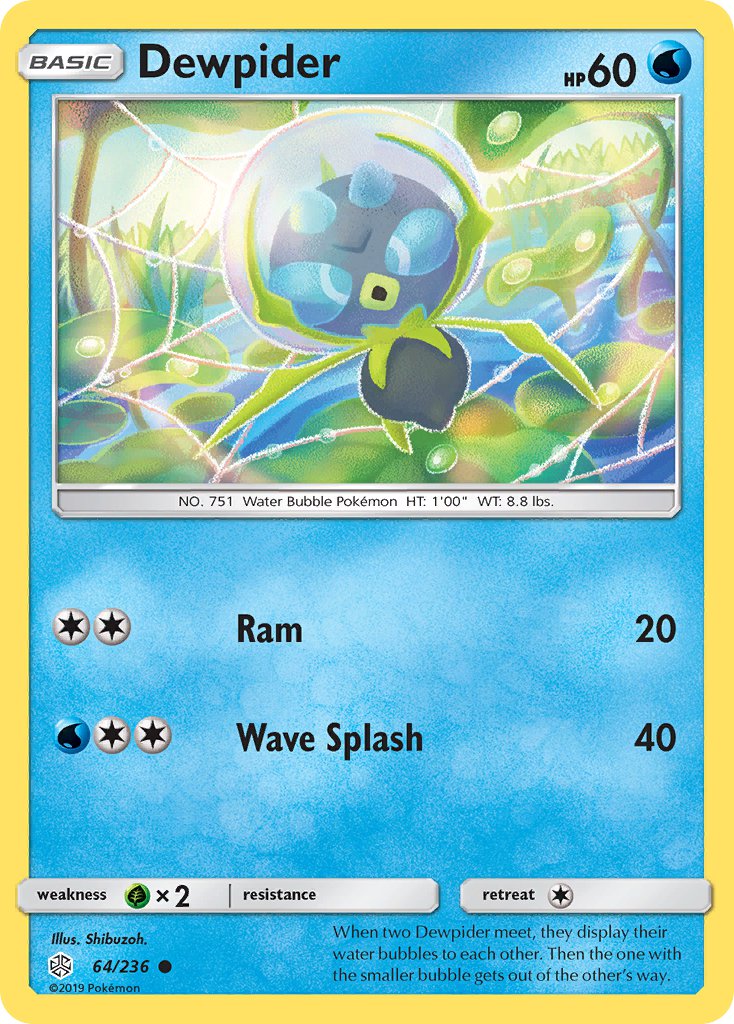 BASIC Dewpider HP60
NO. 751 Water Bubble Pokémon HT: 1'00" WT: 8.8 lbs.
Ram 20
Wave Splash 40
weakness ×2 resistance retreat
Illus. Shibuzoh.
64/236
©2019 Pokémon
When two Dewpider meet, they display their
water bubbles to each other. Then the one with
the smaller bubble gets out of the other's way.